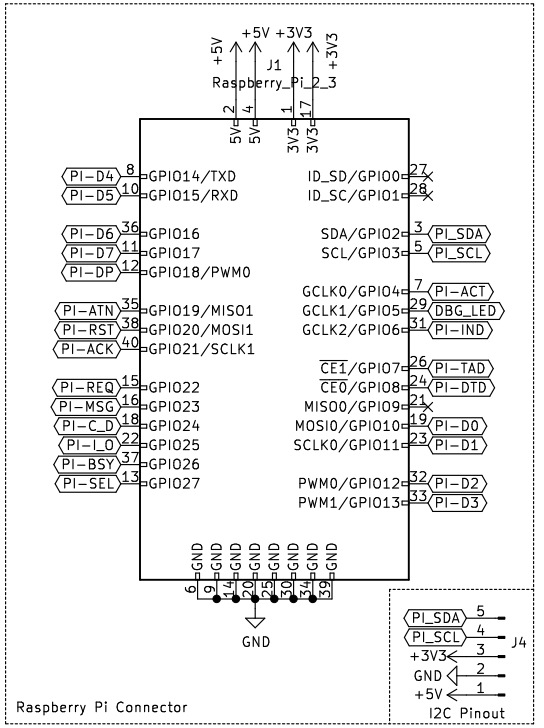 +5V +5V +3V3 +3V3
J1
Raspberry_Pi_2_3
2 4 1 17
5V 5V 3V3 3V3
PI-D4 8 GPIO14/TXD ID_SD/GPIO0 27
PI-D5 10 GPIO15/RXD ID_SC/GPIO1 28
PI-D6 36 GPIO16 SDA/GPIO2 3 PI_SDA
PI-D7 11 GPIO17 SCL/GPIO3 5 PI_SCL
PI-DP 12 GPIO18/PWM0
GCLK0/GPIO4 7 PI-ACT
PI-ATN 35 GPIO19/MISO1 GCLK1/GPIO5 29 DBG_LED
PI-RST 38 GPIO20/MOSI1 GCLK2/GPIO6 31 PI-IND
PI-ACK 40 GPIO21/SCLK1
CE1/GPIO7 26 PI-TAD
PI-REQ 15 GPIO22 CE0/GPIO8 24 PI-DTD
PI-MSG 16 GPIO23 MISO0/GPIO9 21
PI-C_D 18 GPIO24 MOSI0/GPIO10 19 PI-D0
PI-I_O 22 GPIO25 SCLK0/GPIO11 23 PI-D1
PI-BSY 37 GPIO26
PI-SEL 13 GPIO27 PWM0/GPIO12 32 PI-D2
PWM1/GPIO13 33 PI-D3
GND GND GND GND GND GND GND GND
6 9 14 20 25 30 34 39
GND
PI_SDA 5
PI_SCL 4 J4
+3V3 3
GND 2
+5V 1
Raspberry Pi Connector
I2C Pinout